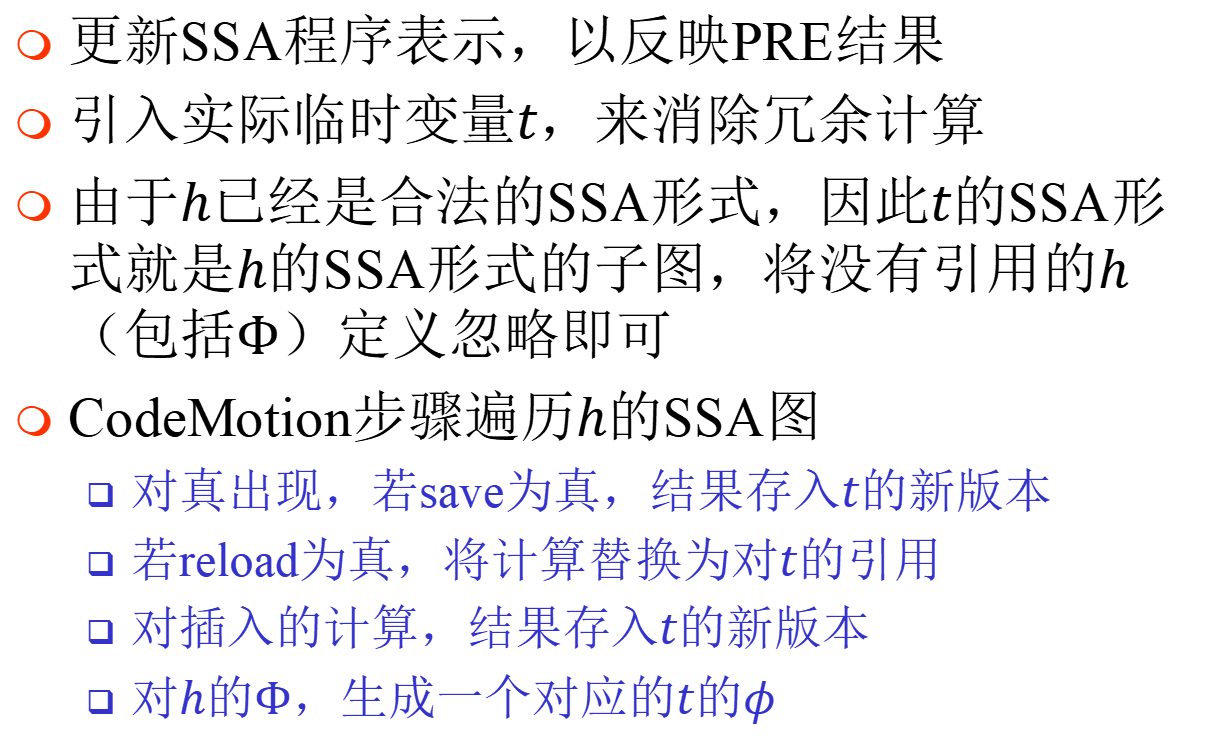 更新SSA程序表示，以反映PRE结果
引入实际临时变量t，来消除冗余计算
由于h已经是合法的SSA形式，因此t的SSA形
式就是h的SSA形式的子图，将没有引用的h
（包括Φ）定义忽略即可
CodeMotion步骤遍历h的SSA图
对真出现，若save为真，结果存入t的新版本
若reload为真，将计算替换为对t的引用
对插入的计算，结果存入t的新版本
对h的Φ，生成一个对应的t的ϕ